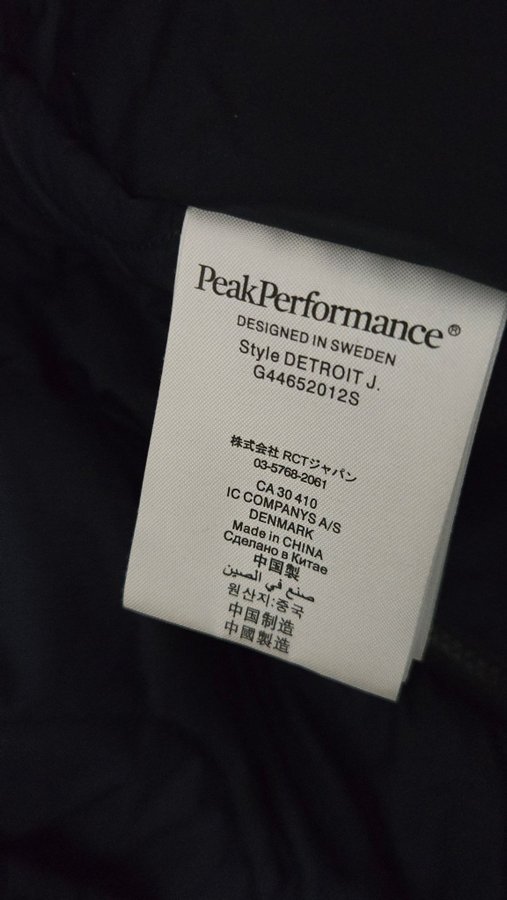 PeakPerformance®
DESIGNED IN SWEDEN
Style DETROIT J.
G44652012S
株式会社 RCTジャパン
03-5768-2061
CA 30 410
IC COMPANYS A/S
DENMARK
Made in CHINA
Сделано в Китае
中国製
صنع في الصين
원산지:중국
中国制造
中國製造